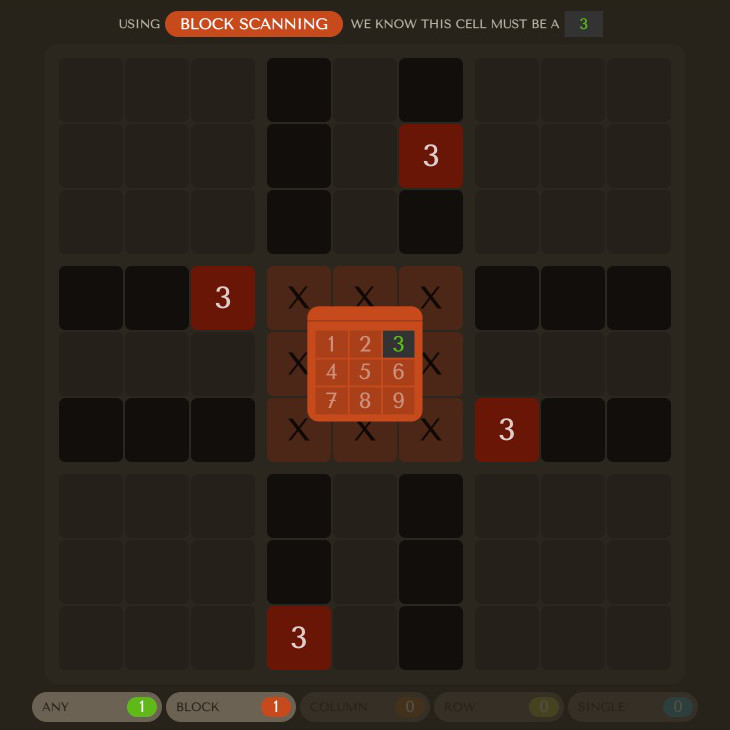 USING BLOCK SCANNING WE KNOW THIS CELL MUST BE A 3
3
3 X X X
X 1 2 3 X
4 5 6
7 8 9
X X X 3
3
ANY 1 BLOCK 1 COLUMN 0 ROW 0 SINGLE 0